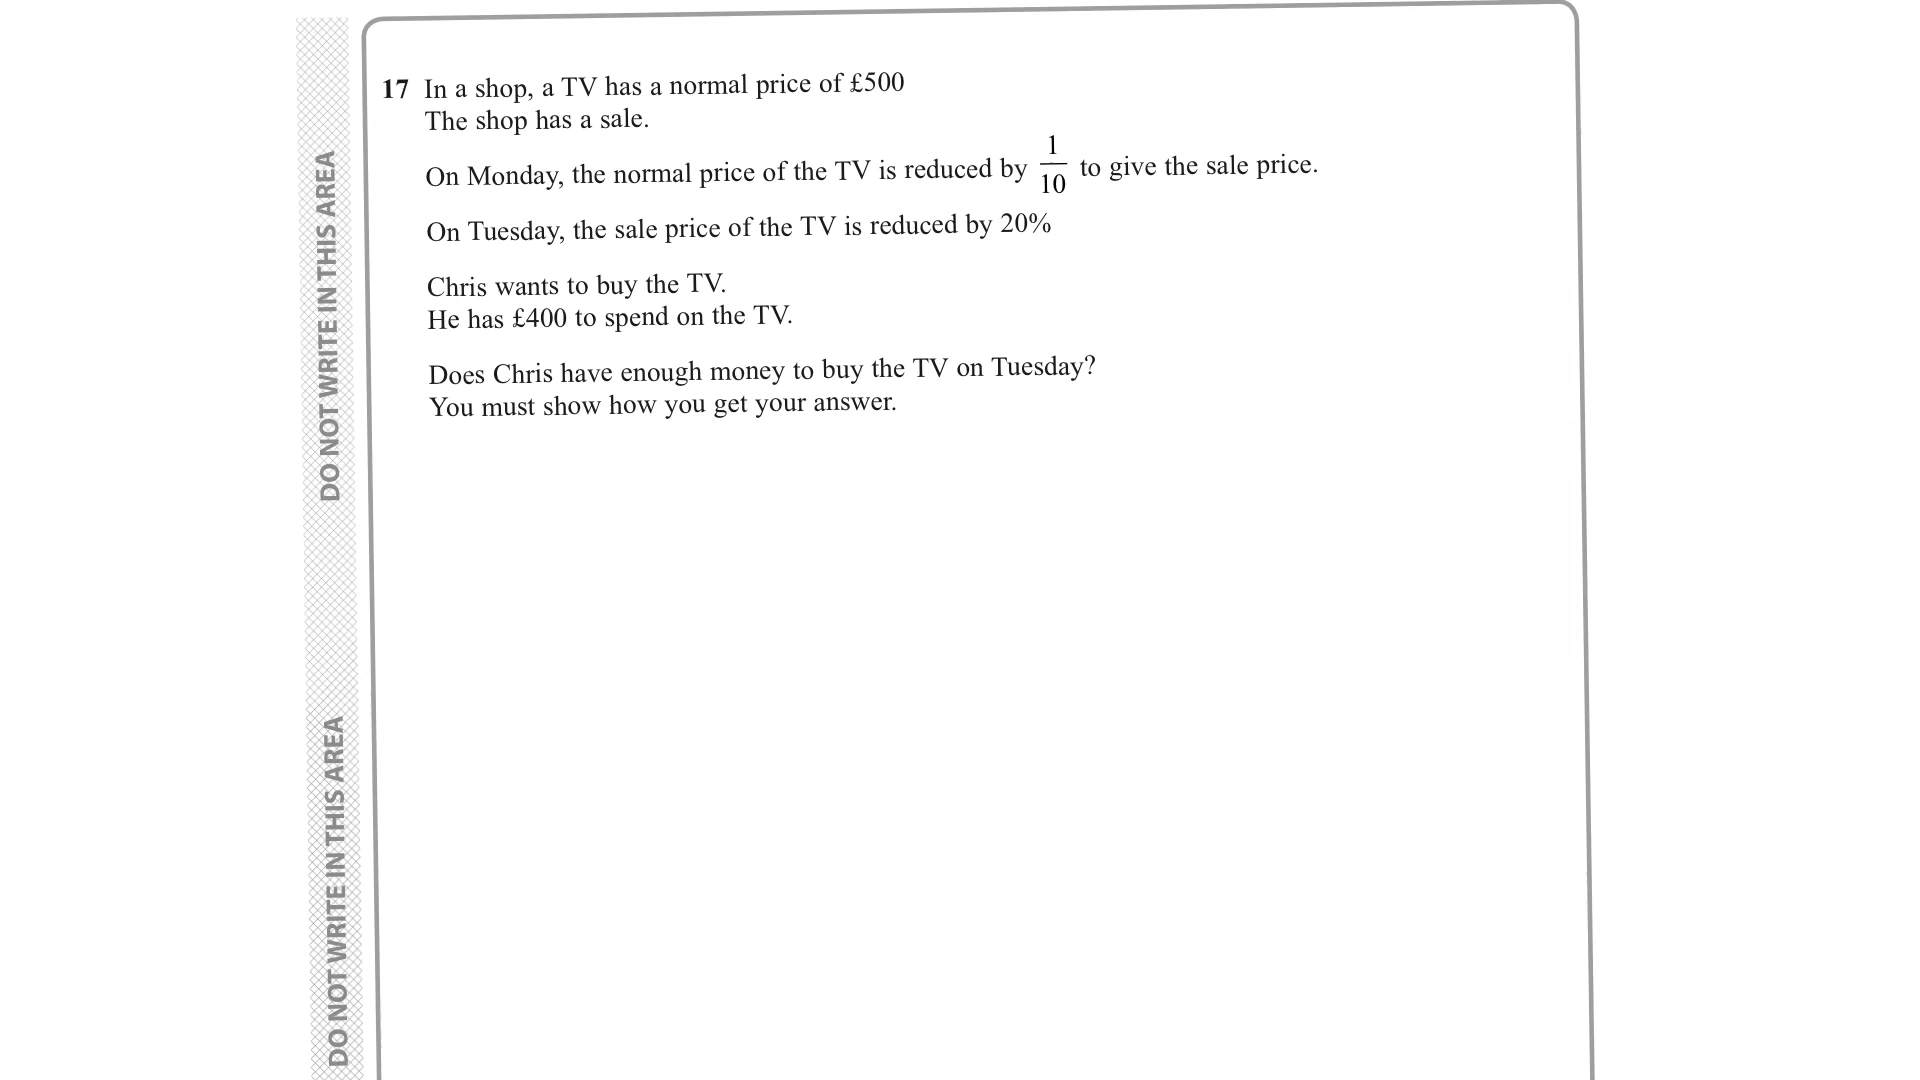 17 In a shop, a TV has a normal price of £500
The shop has a sale.
On Monday, the normal price of the TV is reduced by 1/10 to give the sale price.
On Tuesday, the sale price of the TV is reduced by 20%
Chris wants to buy the TV.
He has £400 to spend on the TV.
Does Chris have enough money to buy the TV on Tuesday?
You must show how you get your answer.
DO NOT WRITE IN THIS AREA
DO NOT WRITE IN THIS AREA